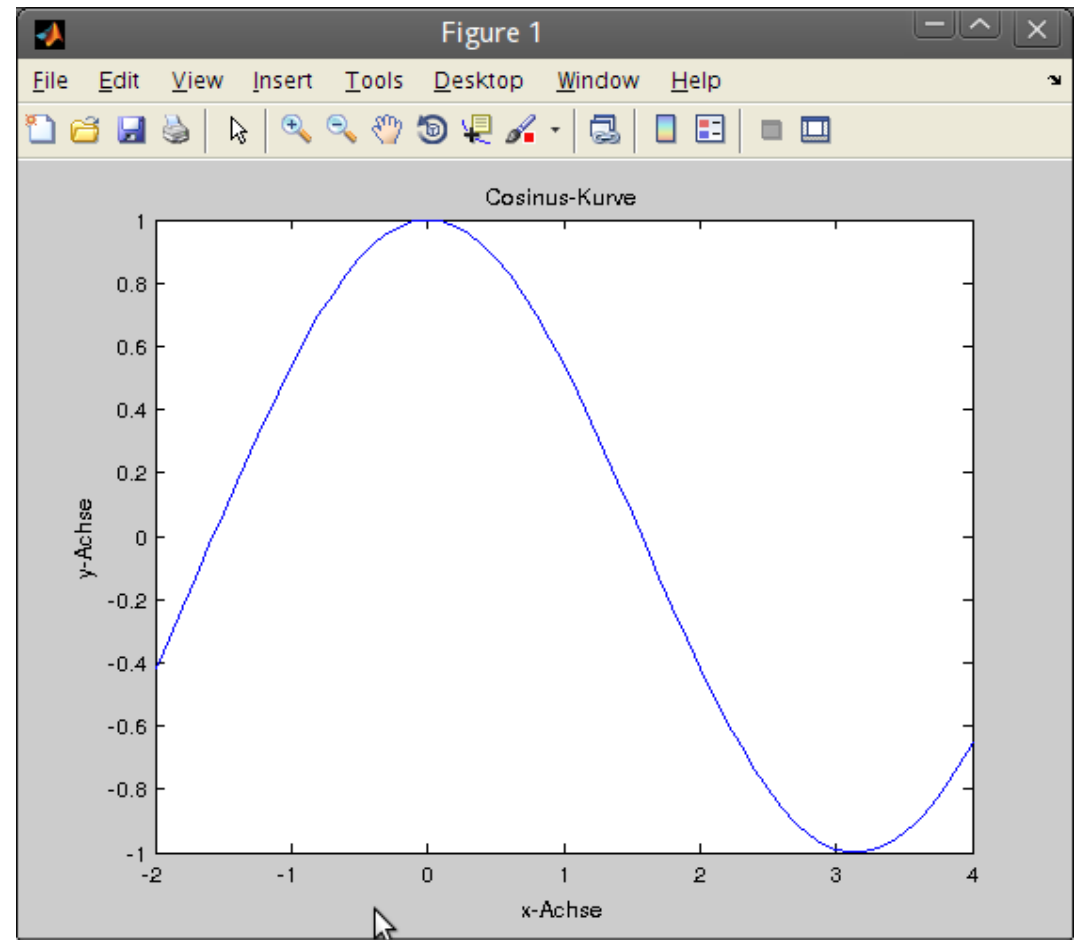 Figure 1
File Edit View Insert Tools Desktop Window Help
Cosinus-Kurve
1
0.8
0.6
0.4
0.2
0
-0.2
-0.4
-0.6
-0.8
-1
y-Achse
-2 -1 0 1 2 3 4
x-Achse